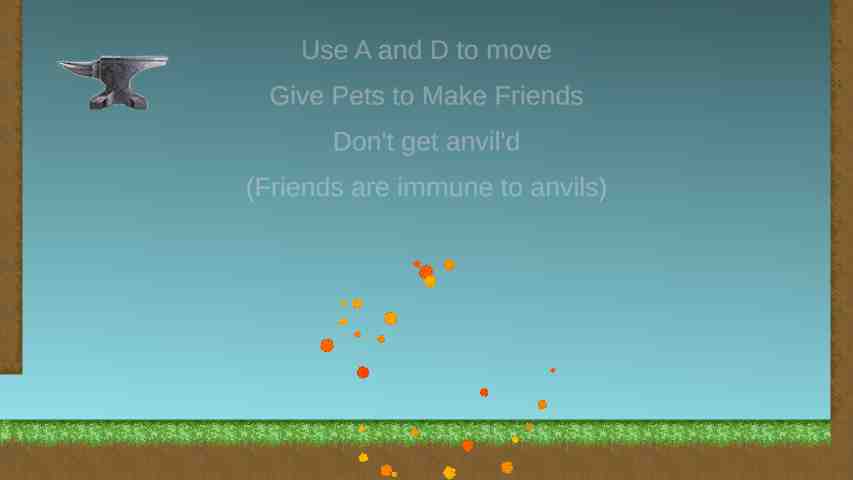 Use A and D to move
Give Pets to Make Friends
Don't get anvil'd
(Friends are immune to anvils)